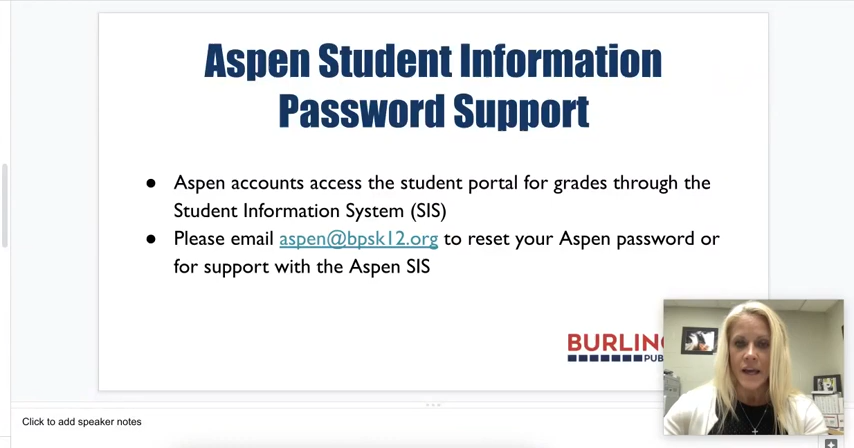 Aspen Student Information
Password Support
● Aspen accounts access the student portal for grades through the
Student Information System (SIS)
● Please email aspen@bpsk12.org to reset your Aspen password or
for support with the Aspen SIS
Click to add speaker notes